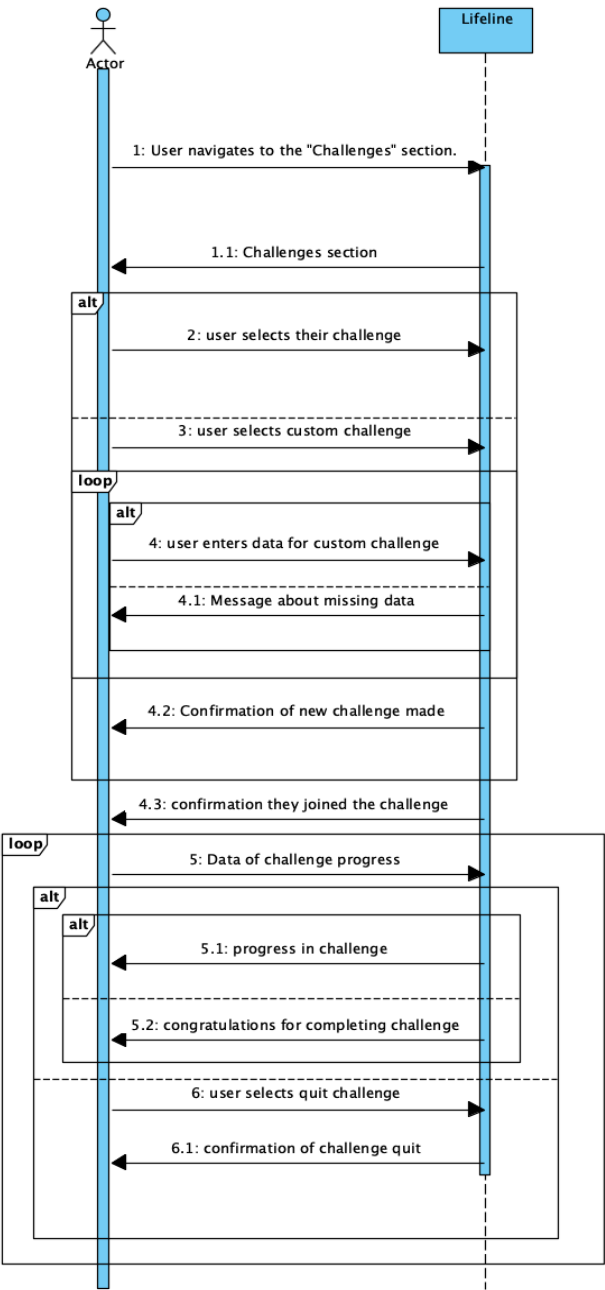 Lifeline
Actor
1: User navigates to the "Challenges" section.
1.1: Challenges section
alt
2: user selects their challenge
3: user selects custom challenge
loop
alt
4: user enters data for custom challenge
4.1: Message about missing data
4.2: Confirmation of new challenge made
4.3: confirmation they joined the challenge
loop
5: Data of challenge progress
alt
alt
5.1: progress in challenge
5.2: congratulations for completing challenge
6: user selects quit challenge
6.1: confirmation of challenge quit